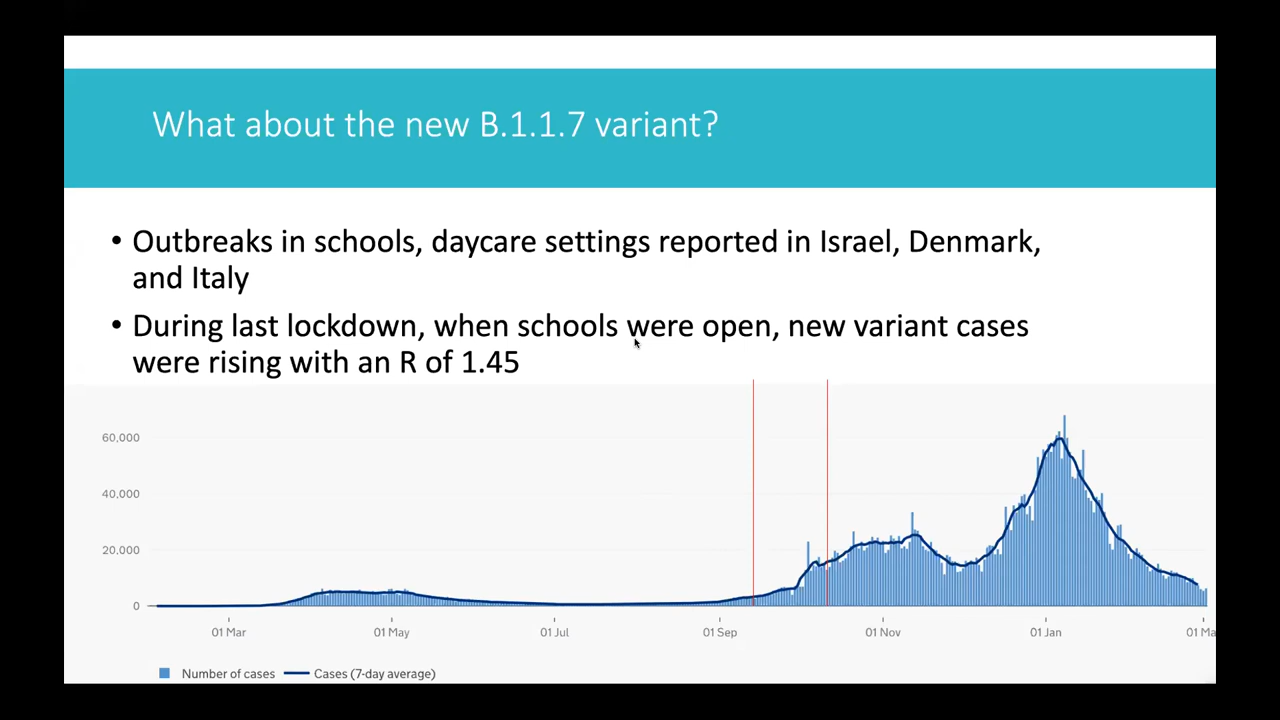 What about the new B.1.1.7 variant?
• Outbreaks in schools, daycare settings reported in Israel, Denmark,
and Italy
• During last lockdown, when schools were open, new variant cases
were rising with an R of 1.45
60,000
40,000
20,000
0
01 Mar 01 May 01 Jul 01 Sep 01 Nov 01 Jan 01 Ma
Number of cases Cases (7-day average)